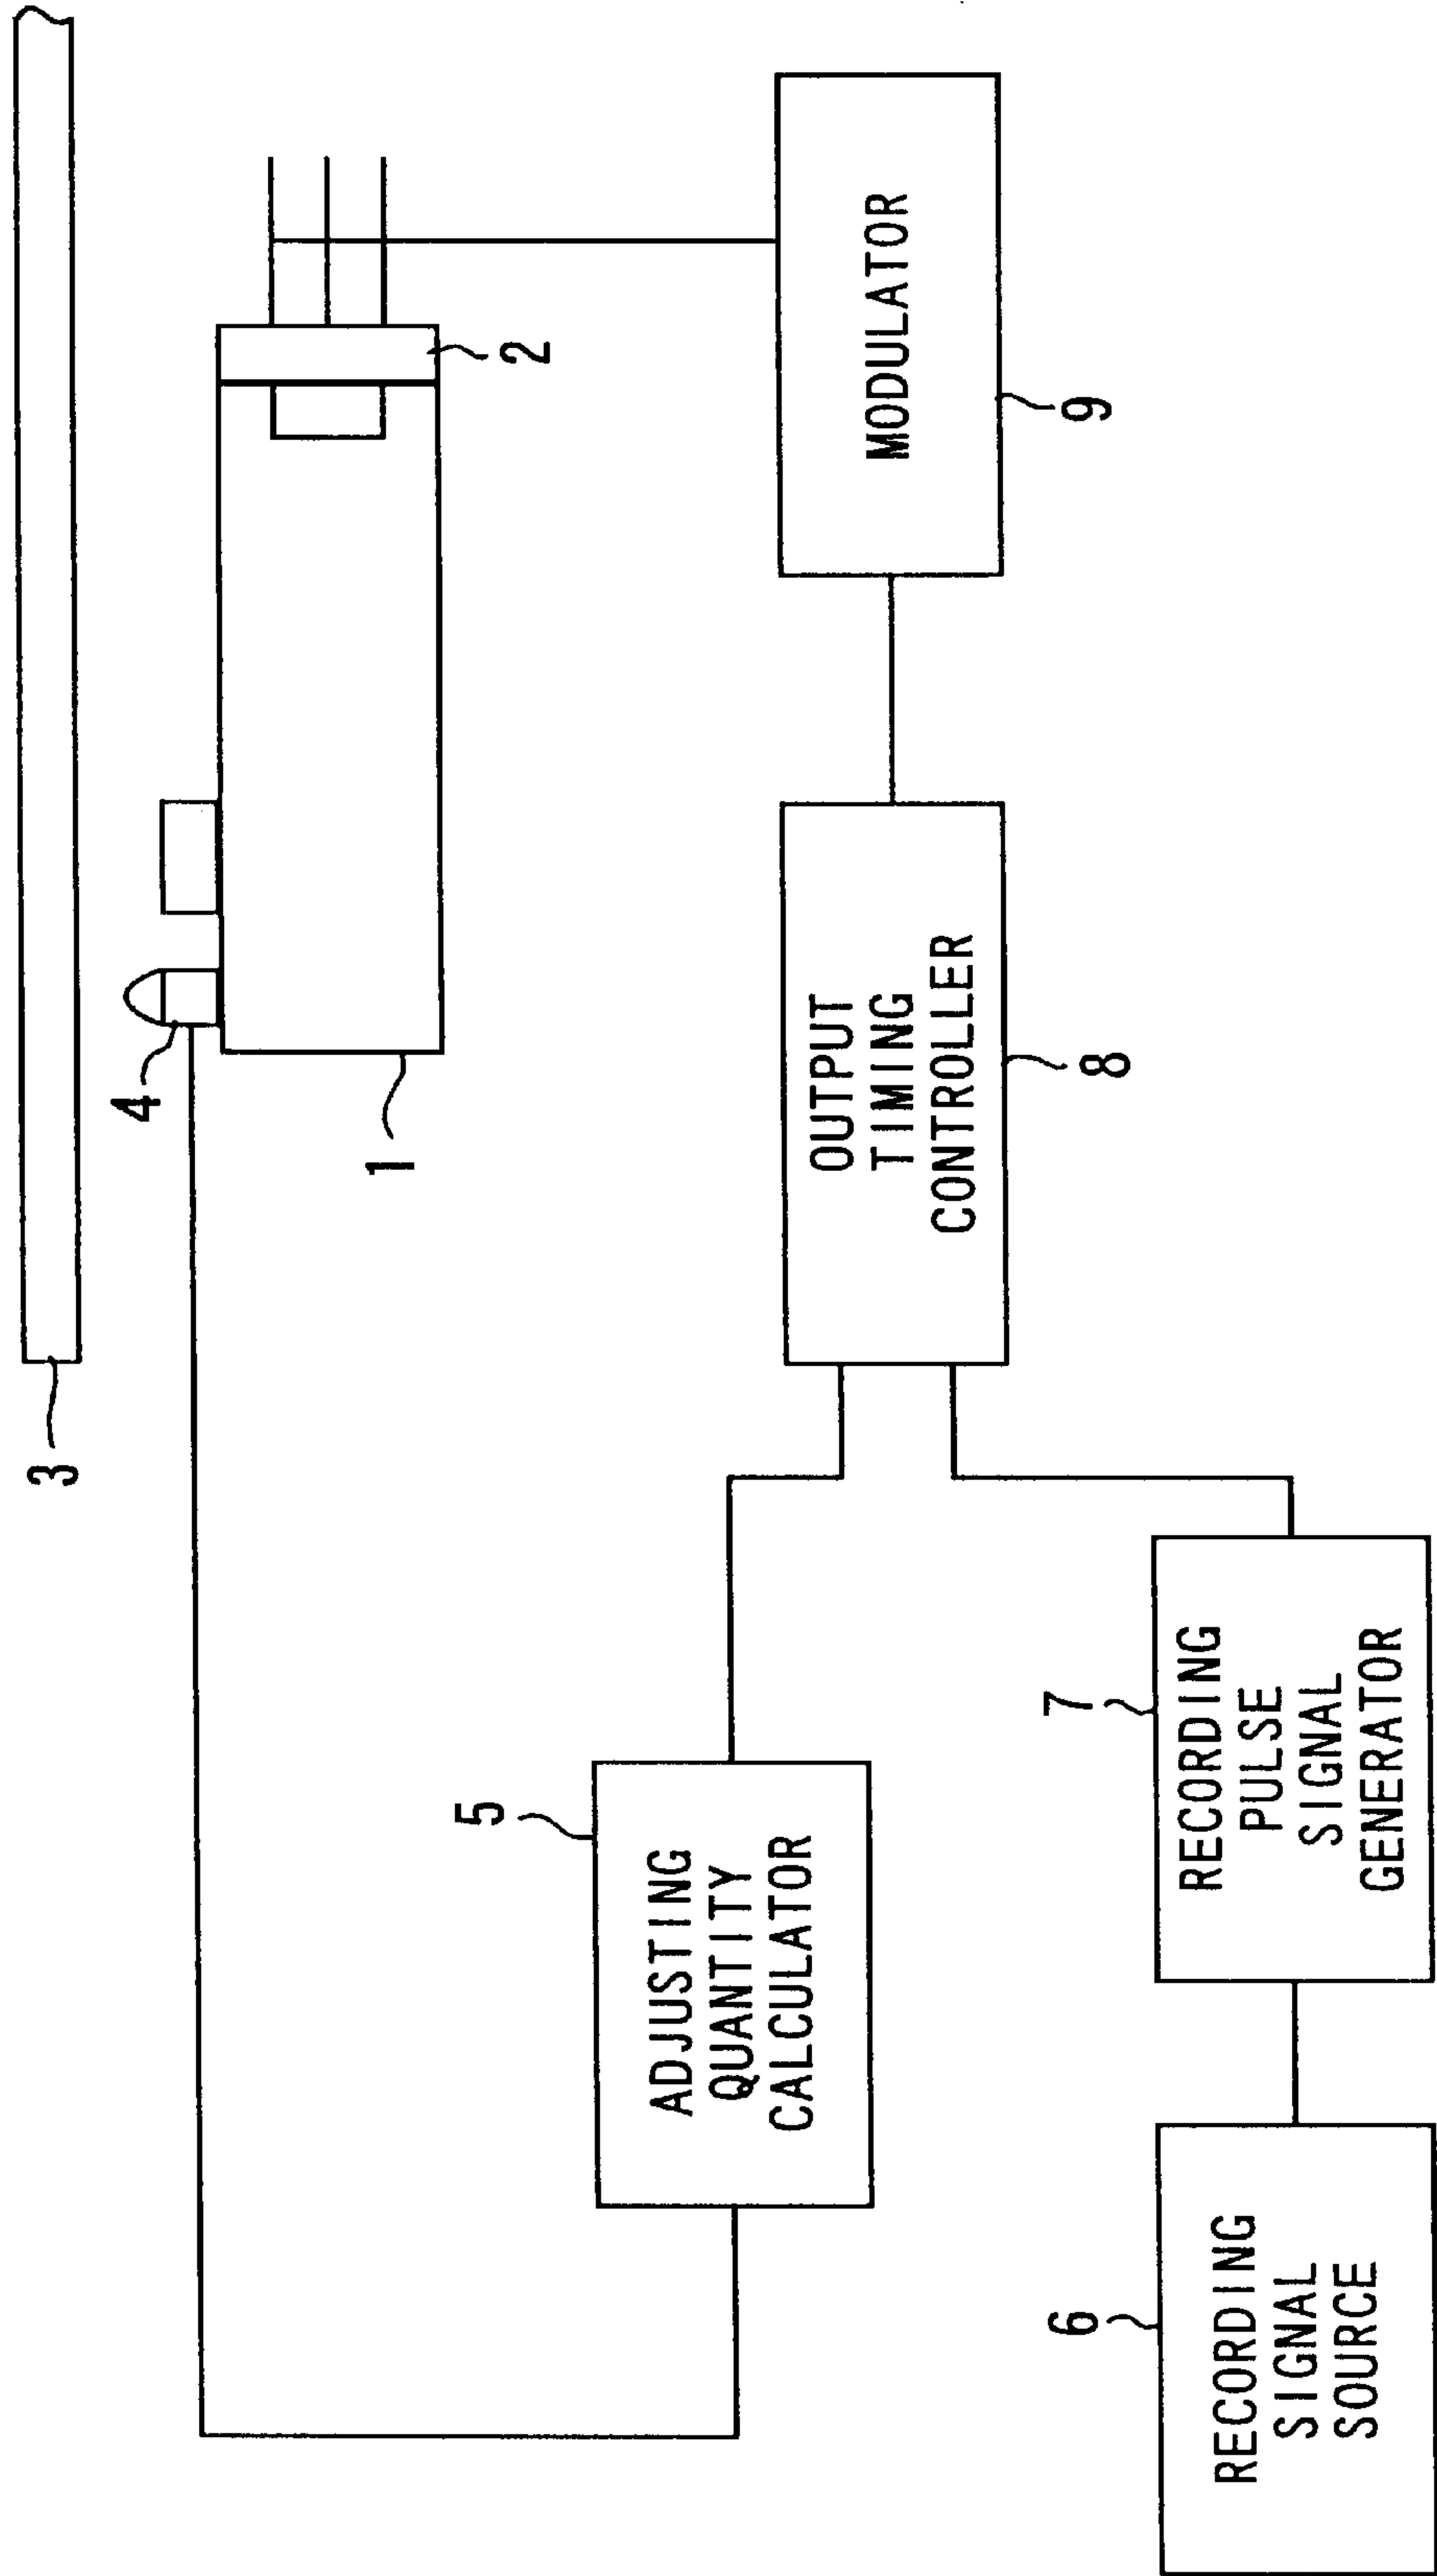 3
4
1
2
5
ADJUSTING
QUANTITY
CALCULATOR
OUTPUT
TIMING
CONTROLLER
8
MODULATOR
9
6
RECORDING
SIGNAL
SOURCE
7
RECORDING
PULSE
SIGNAL
GENERATOR